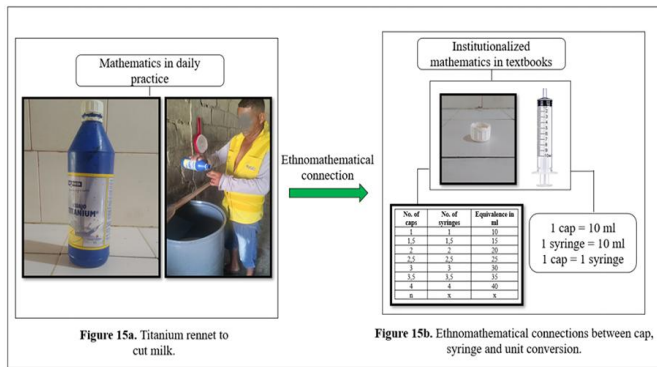 Mathematics in daily
practice
TITANIUM
Figure 15a. Titanium rennet to
cut milk.
Ethnomathematical
connection
Institutionalized
mathematics in textbooks
No. of caps No. of syringes Equivalence in ml
1 1 10
1,5 1,5 15
2 2 20
2,5 2,5 25
3 3 30
3,5 3,5 35
4 4 40
n x x
1 cap = 10 ml
1 syringe = 10 ml
1 cap = 1 syringe
Figure 15b. Ethnomathematical connections between cap,
syringe and unit conversion.